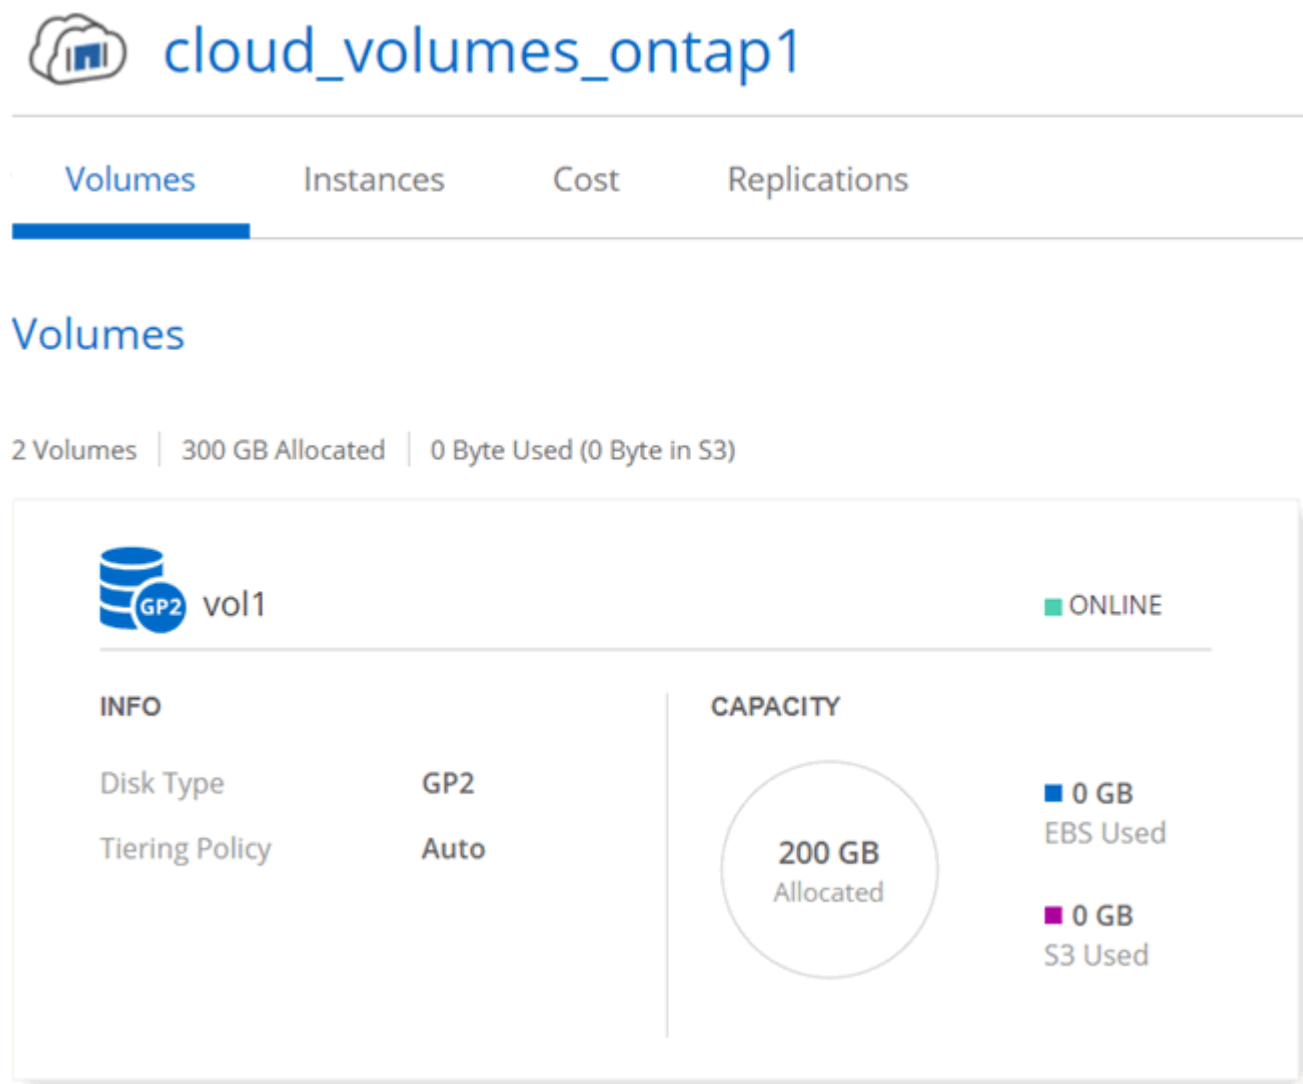 cloud_volumes_ontap1
Volumes Instances Cost Replications
Volumes
2 Volumes 300 GB Allocated 0 Byte Used (0 Byte in S3)
GP2 vol1 ONLINE
INFO CAPACITY
Disk Type GP2
Tiering Policy Auto
200 GB
Allocated
0 GB
EBS Used
0 GB
S3 Used